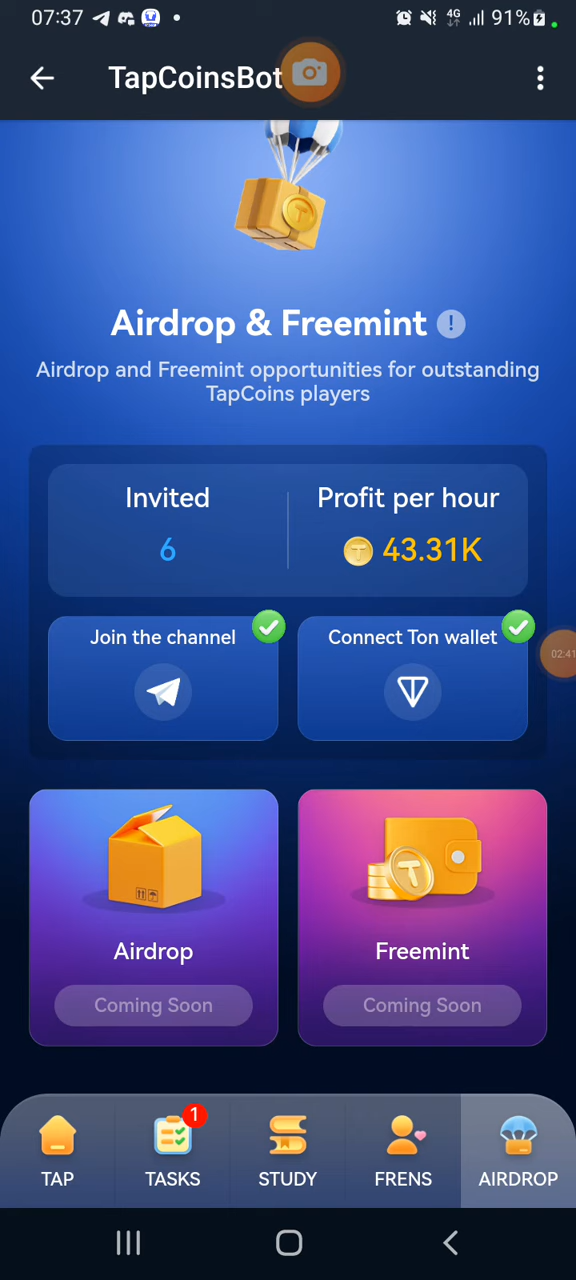 07:37
4G
91%
TapCoinsBot
Airdrop & Freemint !
Airdrop and Freemint opportunities for outstanding
TapCoins players
Invited
Profit per hour
6
T 43.31K
Join the channel
Connect Ton wallet
02:41
T
Airdrop
Freemint
Coming Soon
Coming Soon
1
TAP
TASKS
STUDY
FRENS
AIRDROP